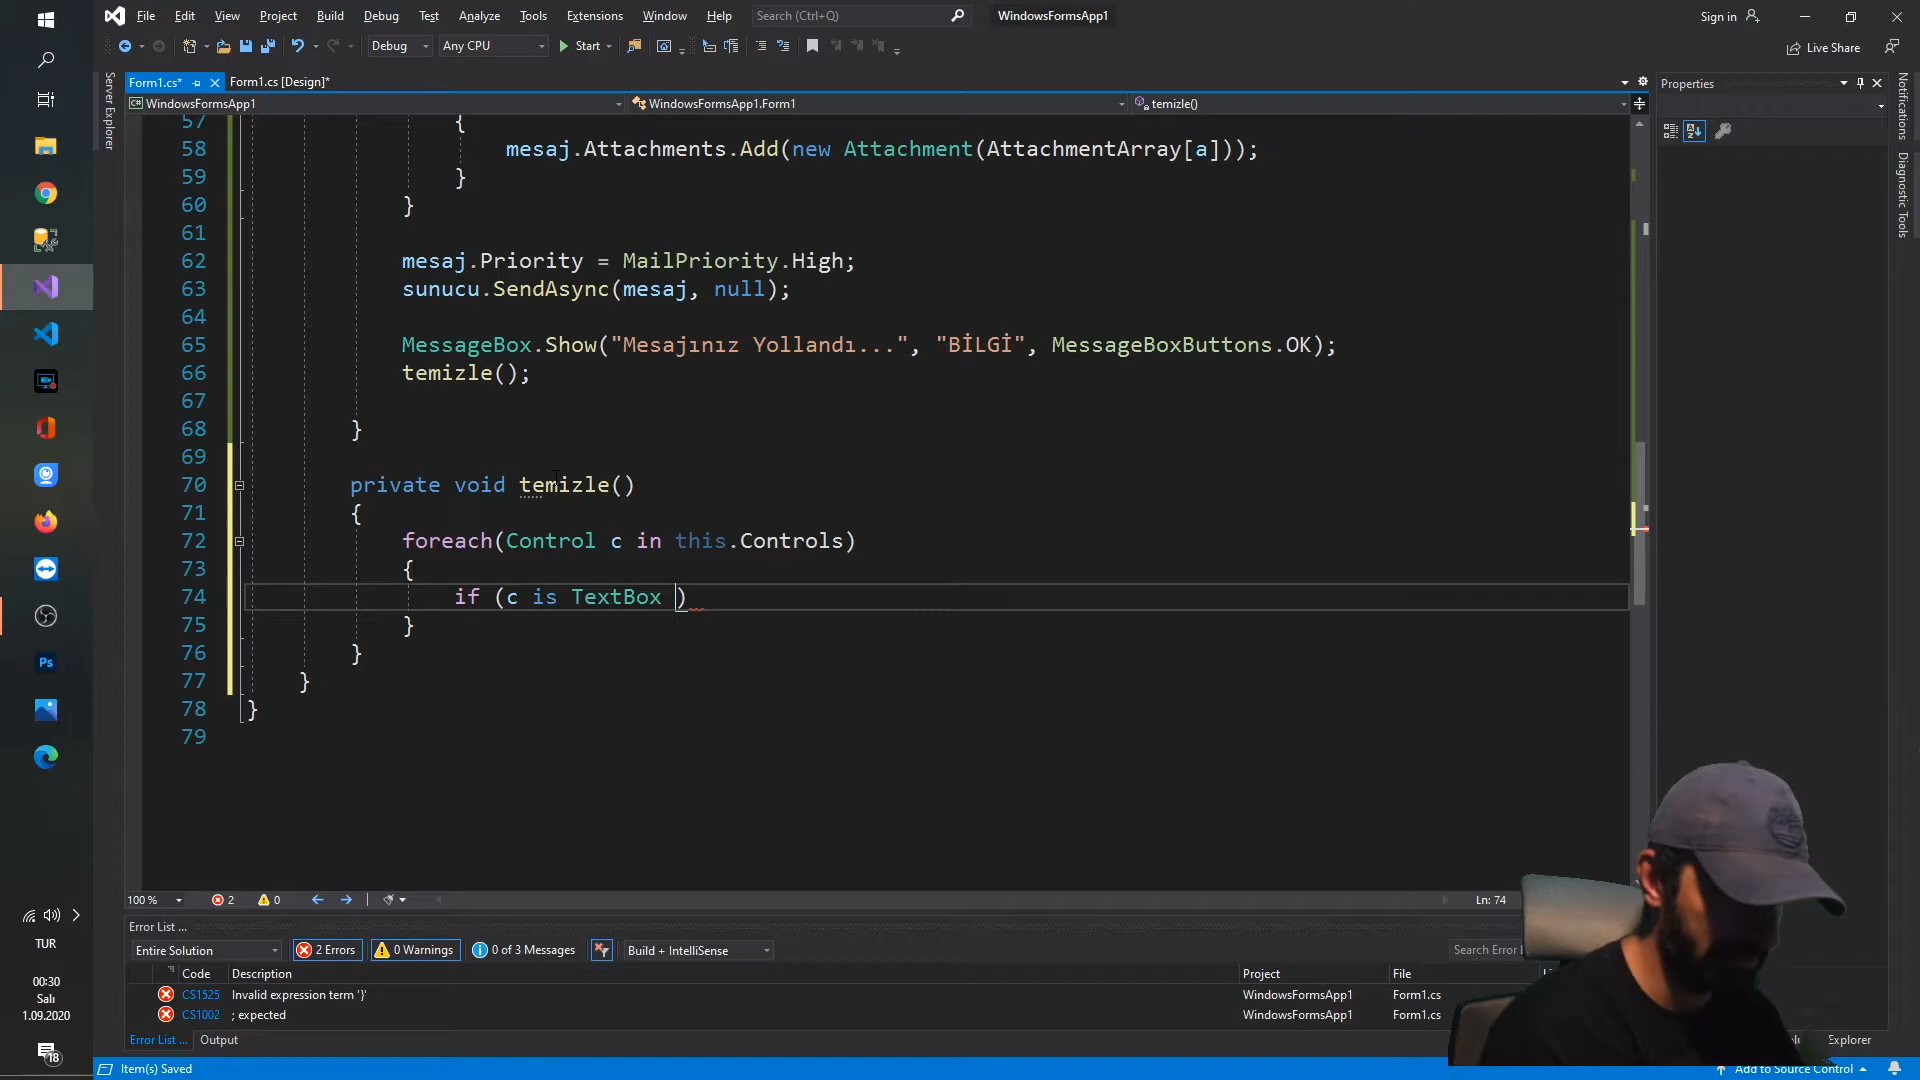 File Edit View Project Build Debug Test Analyze Tools Extensions Window Help Search (Ctrl+Q) WindowsFormsApp1 Sign in
Debug Any CPU Start Live Share
Server Explorer
Form1.cs* Form1.cs [Design]*
WindowsFormsApp1 WindowsFormsApp1.Form1 temizle()
57 {
58 mesaj.Attachments.Add(new Attachment(AttachmentArray[a]));
59 }
60 }
61
62 mesaj.Priority = MailPriority.High;
63 sunucu.SendAsync(mesaj, null);
64
65 MessageBox.Show("Mesajınız Yollandı...", "BİLGİ", MessageBoxButtons.OK);
66 temizle();
67
68 }
69
70 private void temizle()
71 {
72 foreach(Control c in this.Controls)
73 {
74 if (c is TextBox )
75 }
76 }
77 }
78 }
79
100 % 2 0 Ln: 74
Error List ...
Entire Solution 2 Errors 0 Warnings 0 of 3 Messages Build + IntelliSense Search Error
Code Description Project File
CS1525 Invalid expression term '}' WindowsFormsApp1 Form1.cs
CS1002 ; expected WindowsFormsApp1 Form1.cs
Error List ... Output Explorer
Item(s) Saved Add to Source Control
Properties
Notifications
Diagnostic Tools
Ps
TUR
00:30
Salı
1.09.2020
18